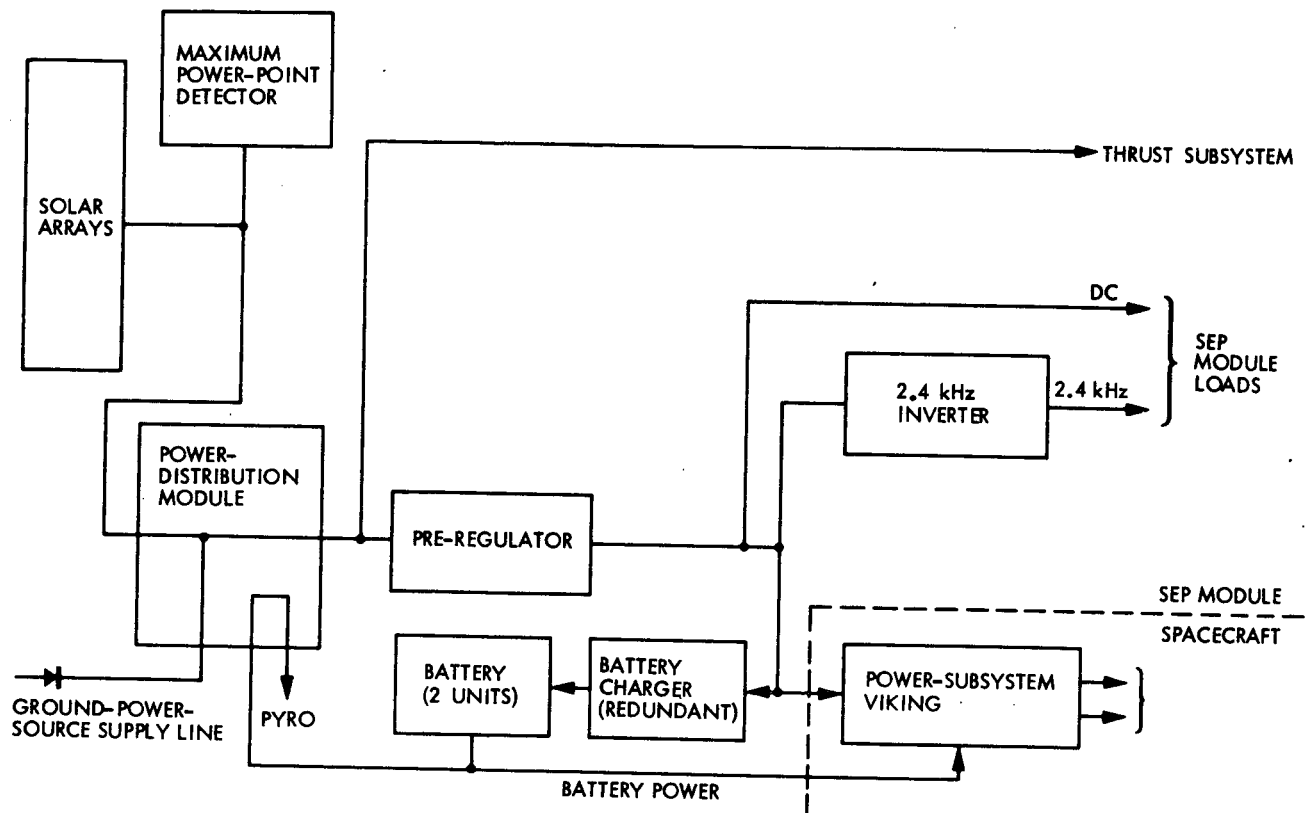 MAXIMUM
POWER-POINT
DETECTOR
SOLAR
ARRAYS
THRUST SUBSYSTEM
DC
SEP
MODULE
LOADS
2.4 kHz
INVERTER
2.4 kHz
POWER-
DISTRIBUTION
MODULE
PRE-REGULATOR
SEP MODULE
SPACECRAFT
BATTERY
(2 UNITS)
BATTERY
CHARGER
(REDUNDANT)
POWER-SUBSYSTEM
VIKING
GROUND-POWER-
SOURCE SUPPLY LINE
PYRO
BATTERY POWER